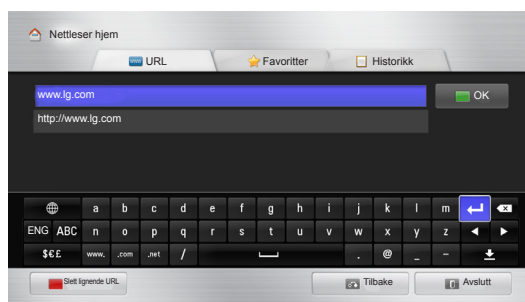 Nettleser hjem
URL
Favoritter
Historikk
www.lg.com
OK
http://www.lg.com
a b c d e f g h i j k l m
ENG ABC n o p q r s t u v w x y z
$€£ www. .com .net / . @ _ -
Slett lignende URL
Tilbake
Avslutt